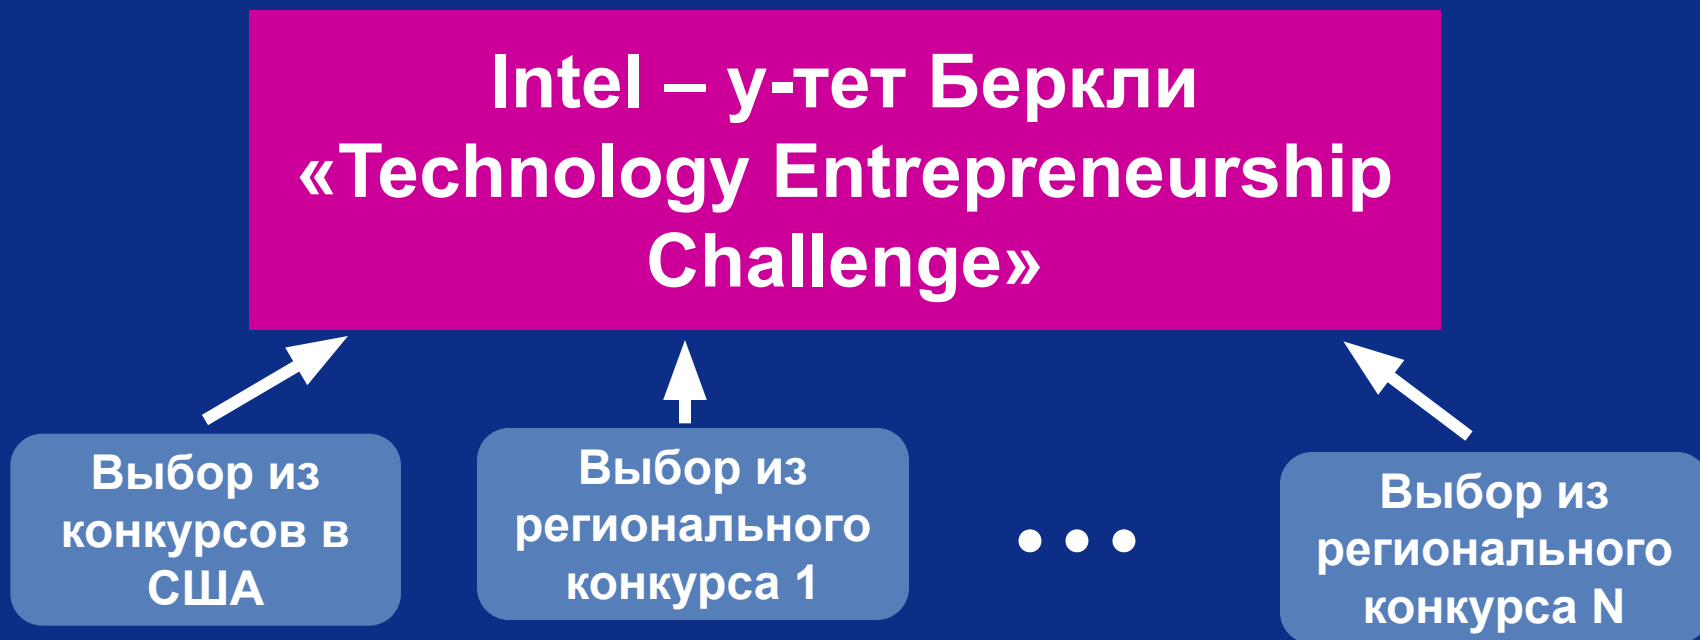 Intel – у-тет Беркли
«Technology Entrepreneurship
Challenge»
Выбор из
конкурсов в
США
Выбор из
регионального
конкурса 1
...
Выбор из
регионального
конкурса N